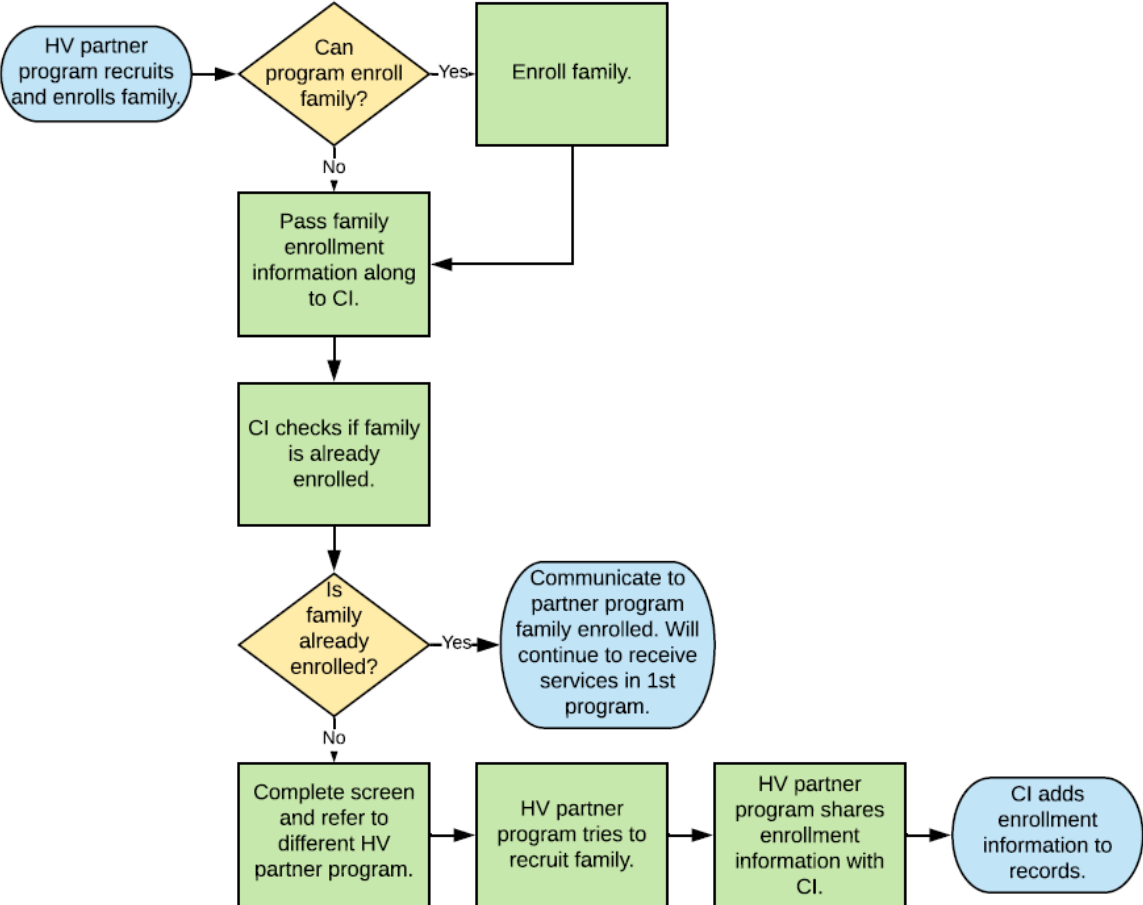 HV partner
program recruits
and enrolls family.
Can
program enroll
family?
Yes
Enroll family.
No
Pass family
enrollment
information along
to CI.
CI checks if family
is already
enrolled.
Is
family
already
enrolled?
Yes
Communicate to
partner program
family enrolled. Will
continue to receive
services in 1st
program.
No
Complete screen
and refer to
different HV
partner program.
HV partner
program tries to
recruit family.
HV partner
program shares
enrollment
information with
CI.
CI adds
enrollment
information to
records.